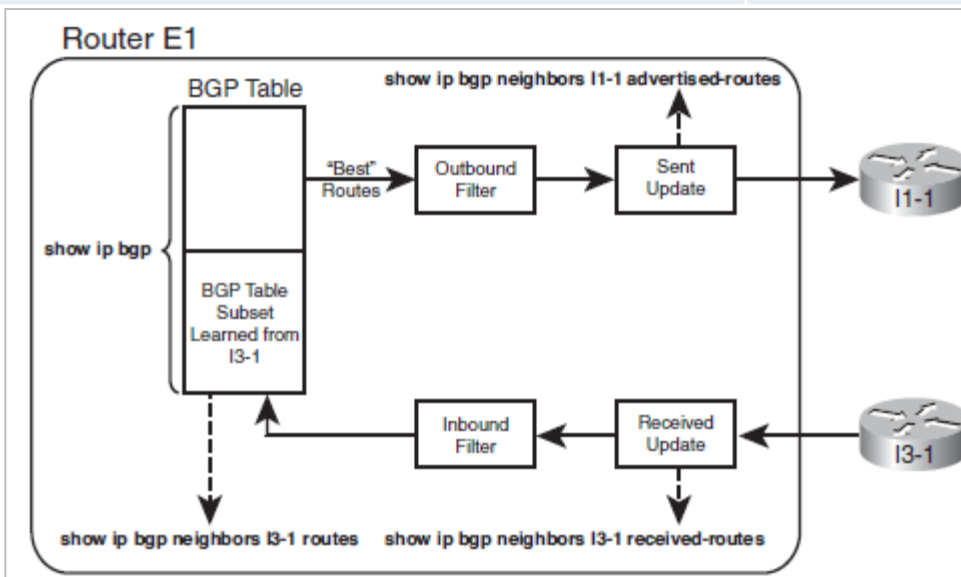 Router E1
BGP Table
show ip bgp neighbors I1-1 advertised-routes
"Best"
Routes
Outbound
Filter
Sent
Update
I1-1
show ip bgp
BGP Table
Subset
Learned from
I3-1
Inbound
Filter
Received
Update
I3-1
show ip bgp neighbors I3-1 routes
show ip bgp neighbors I3-1 received-routes